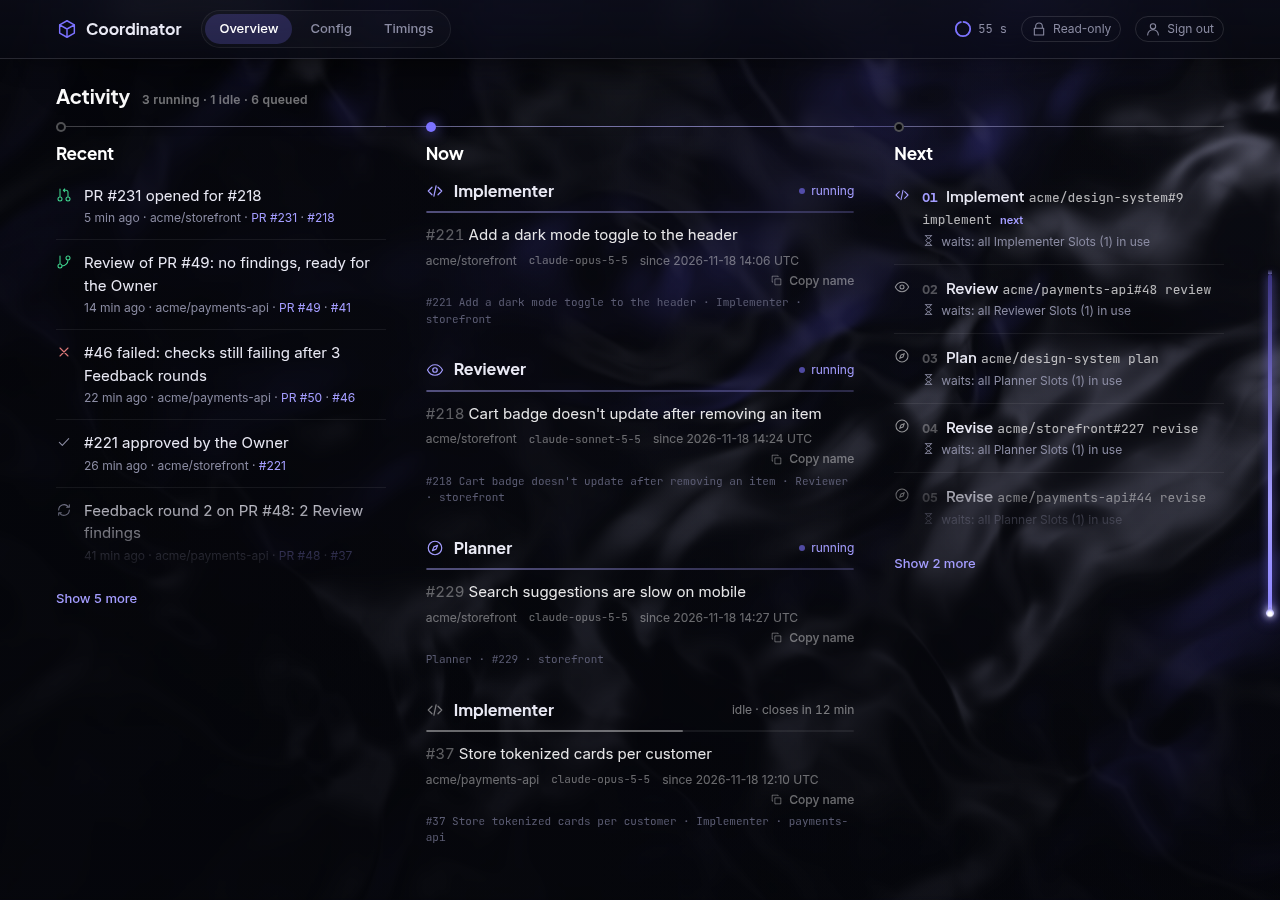 Coordinator
Overview
Config
Timings
55 s
Read-only
Sign out
Activity
3 running · 1 idle · 6 queued
Recent
PR #231 opened for #218
5 min ago · acme/storefront · PR #231 · #218
Review of PR #49: no findings, ready for
the Owner
14 min ago · acme/payments-api · PR #49 · #41
#46 failed: checks still failing after 3
Feedback rounds
22 min ago · acme/payments-api · PR #50 · #46
#221 approved by the Owner
26 min ago · acme/storefront · #221
Feedback round 2 on PR #48: 2 Review
findings
41 min ago · acme/payments-api · PR #48 · #37
Show 5 more
Now
Implementer
running
#221 Add a dark mode toggle to the header
acme/storefront claude-opus-5-5 since 2026-11-18 14:06 UTC
Copy name
#221 Add a dark mode toggle to the header · Implementer ·
storefront
Reviewer
running
#218 Cart badge doesn't update after removing an item
acme/storefront claude-sonnet-5-5 since 2026-11-18 14:24 UTC
Copy name
#218 Cart badge doesn't update after removing an item · Reviewer
· storefront
Planner
running
#229 Search suggestions are slow on mobile
acme/storefront claude-opus-5-5 since 2026-11-18 14:27 UTC
Copy name
Planner · #229 · storefront
Implementer
idle · closes in 12 min
#37 Store tokenized cards per customer
acme/payments-api claude-opus-5-5 since 2026-11-18 12:10 UTC
Copy name
#37 Store tokenized cards per customer · Implementer · payments-
api
Next
01 Implement acme/design-system#9
implement next
waits: all Implementer Slots (1) in use
02 Review acme/payments-api#48 review
waits: all Reviewer Slots (1) in use
03 Plan acme/design-system plan
waits: all Planner Slots (1) in use
04 Revise acme/storefront#227 revise
waits: all Planner Slots (1) in use
05 Revise acme/payments-api#44 revise
waits: all Planner Slots (1) in use
Show 2 more